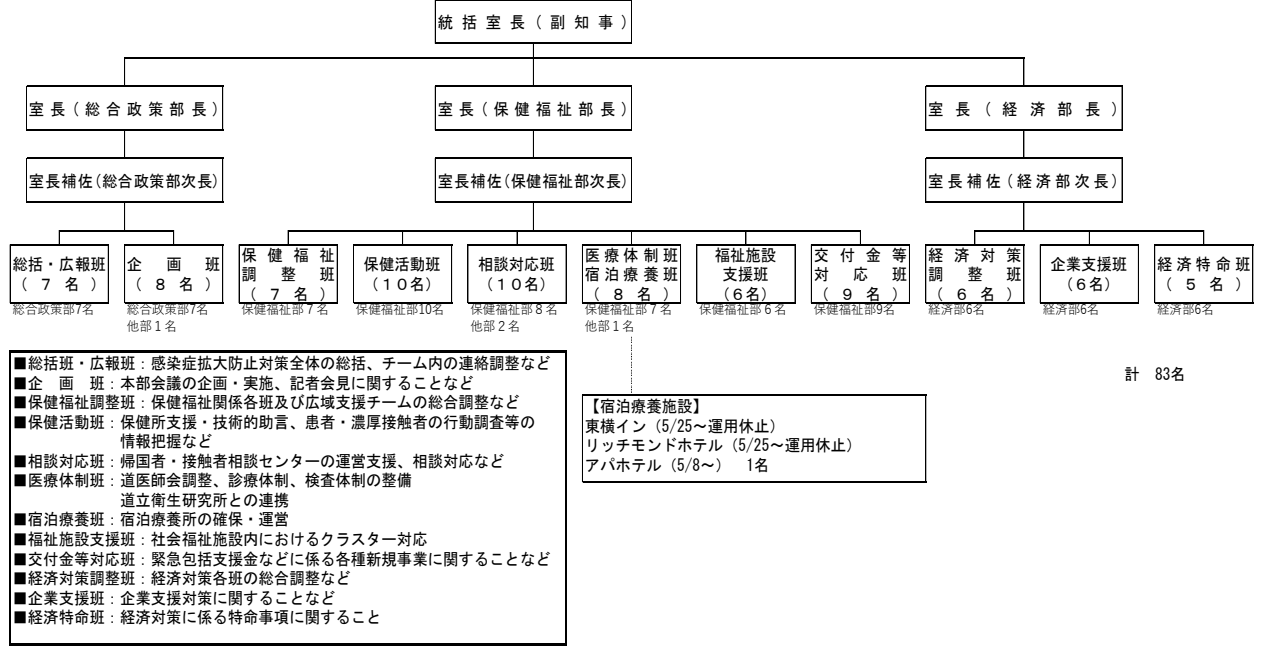 統括室長(副知事)
室長(総合政策部長)
室長(保健福祉部長)
室長(経済部長)
室長補佐(総合政策部次長)
室長補佐(保健福祉部次長)
室長補佐(経済部次長)
総括・広報班
(7名)
総合政策部7名
企画班
(8名)
総合政策部7名
他部1名
保健福祉
調整班
(7名)
保健福祉部7名
保健活動班
(10名)
保健福祉部10名
相談対応班
(10名)
保健福祉部8名
他部2名
医療体制班
宿泊療養班
(8名)
保健福祉部7名
他部1名
福祉施設
支援班
(6名)
保健福祉部6名
交付金等
対応班
(9名)
保健福祉部9名
経済対策
調整班
(6名)
経済部6名
企業支援班
(6名)
経済部6名
経済特命班
(5名)
経済部6名
■総括班・広報班:感染症拡大防止対策全体の総括、チーム内の連絡調整など
■企 画 班:本部会議の企画・実施、記者会見に関することなど
■保健福祉調整班:保健福祉関係各班及び広域支援チームの総合調整など
■保健活動班:保健所支援・技術的助言、患者・濃厚接触者の行動調査等の
情報把握など
■相談対応班:帰国者・接触者相談センターの運営支援、相談対応など
■医療体制班:道医師会調整、診療体制、検査体制の整備
道立衛生研究所との連携
■宿泊療養班:宿泊療養所の確保・運営
■福祉施設支援班:社会福祉施設内におけるクラスター対応
■交付金等対応班:緊急包括支援金などに係る各種新規事業に関することなど
■経済対策調整班:経済対策各班の総合調整など
■企業支援班:企業支援対策に関することなど
■経済特命班:経済対策に係る特命事項に関すること
計 83名
【宿泊療養施設】
東横イン(5/25～運用休止)
リッチモンドホテル(5/25～運用休止)
アパホテル(5/8～) 1名